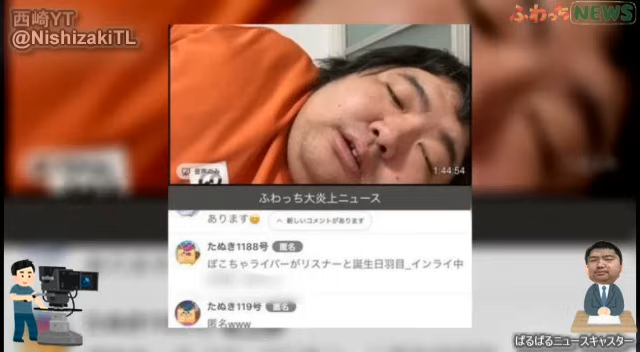 西崎YT
@NishizakiTL
ふわっちNEWS
音声のみ
1:44:54
ふわっち大炎上ニュース
あります😊
へ 新しいコメントがあります
たぬき1188号 匿名
ぽこちゃライバーがリスナーと誕生日羽目_インライ中
たぬき119号 匿名
匿名www
ぱるぱるニュースキャスター